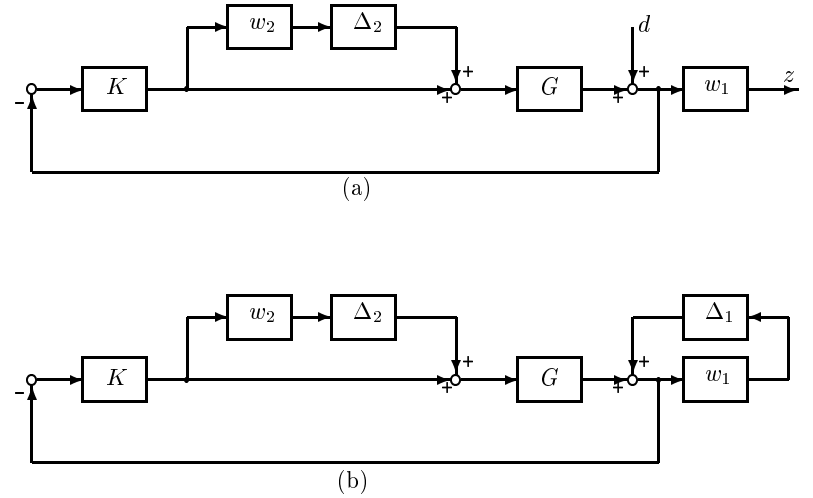 w₂ Δ₂ d
+ +
K G w₁ z
- + +
(a)
w₂ Δ₂ Δ₁
+ +
K G w₁
- + +
(b)